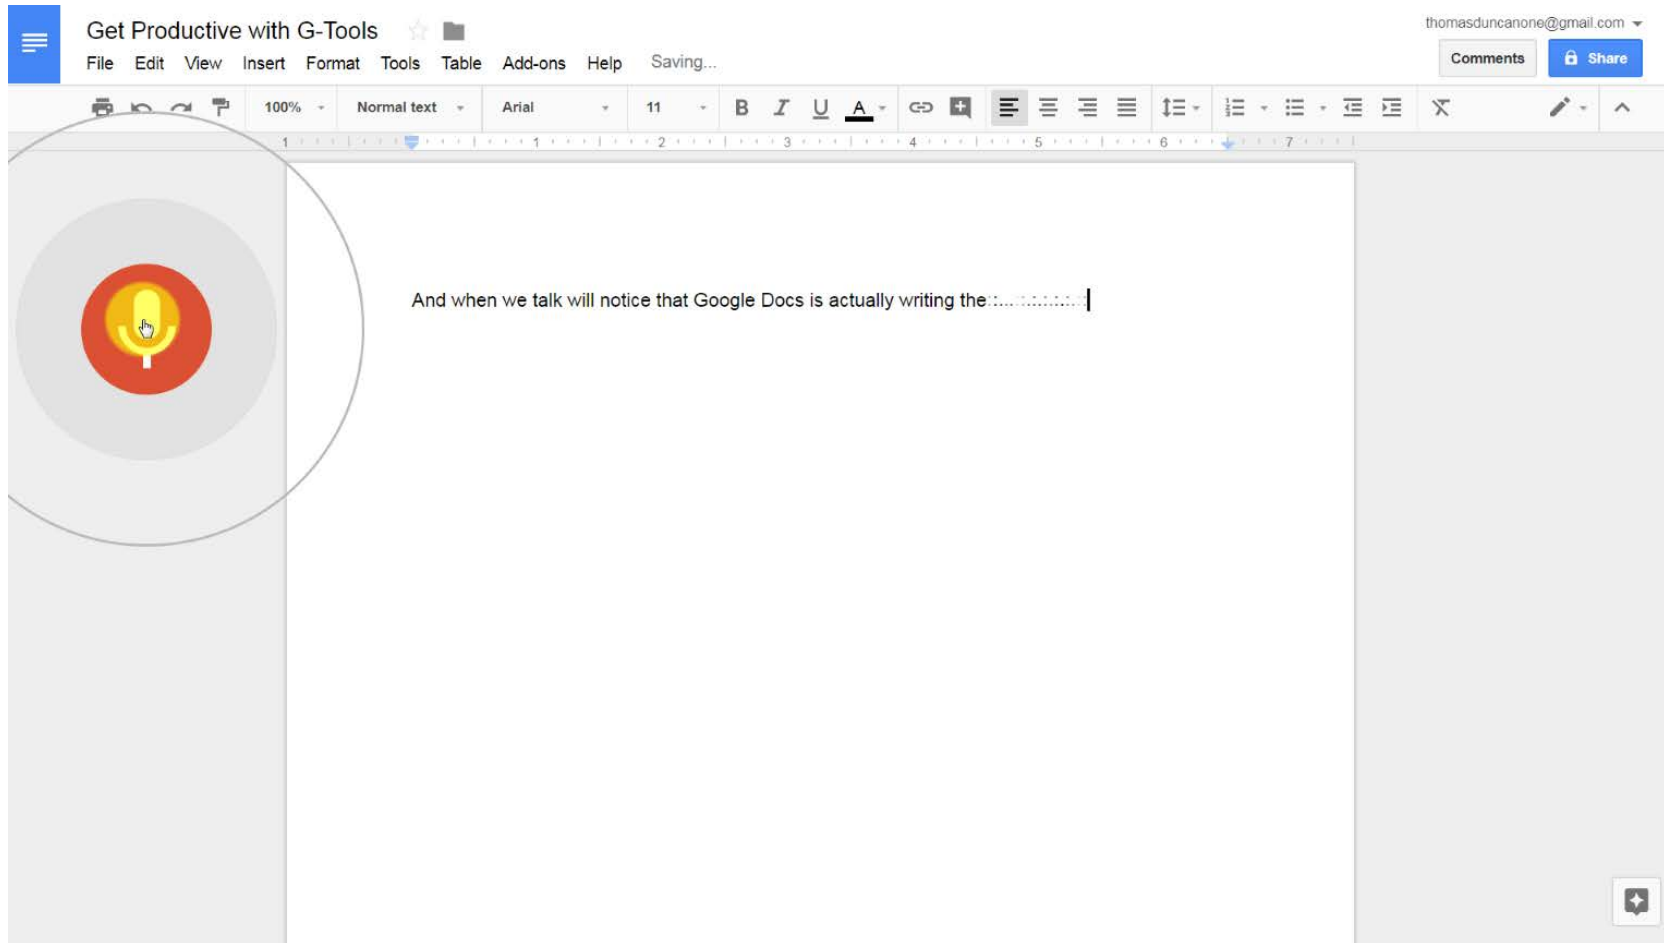 Get Productive with G-Tools
thomasduncanone@gmail.com
File Edit View Insert Format Tools Table Add-ons Help Saving...
Comments Share
100% Normal text Arial 11 B I U A
1 1 2 3 4 5 6 7
And when we talk will notice that Google Docs is actually writing the